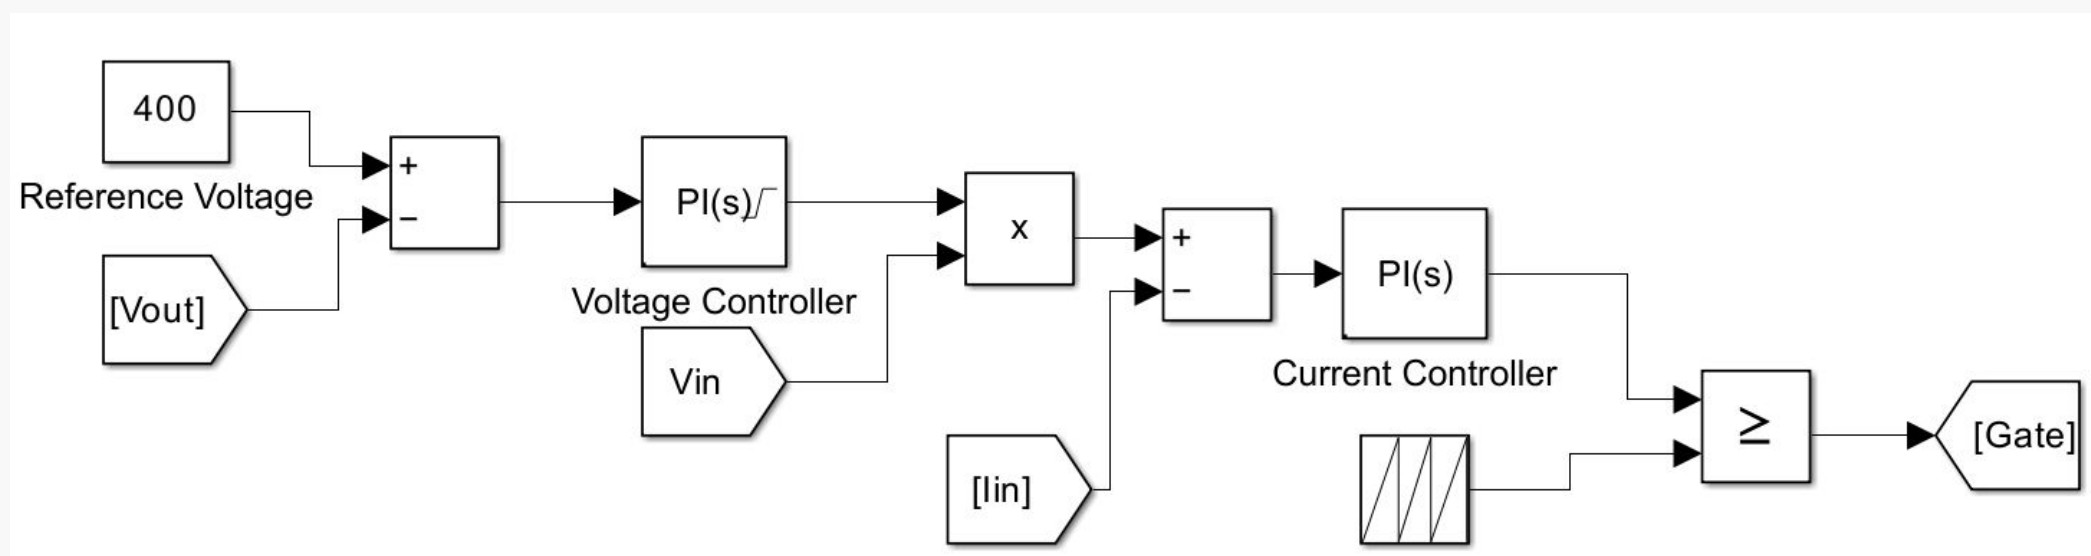 400
Reference Voltage
+
−
[Vout]
PI(s)
Voltage Controller
Vin
x
+
−
[Iin]
PI(s)
Current Controller
≥
[Gate]